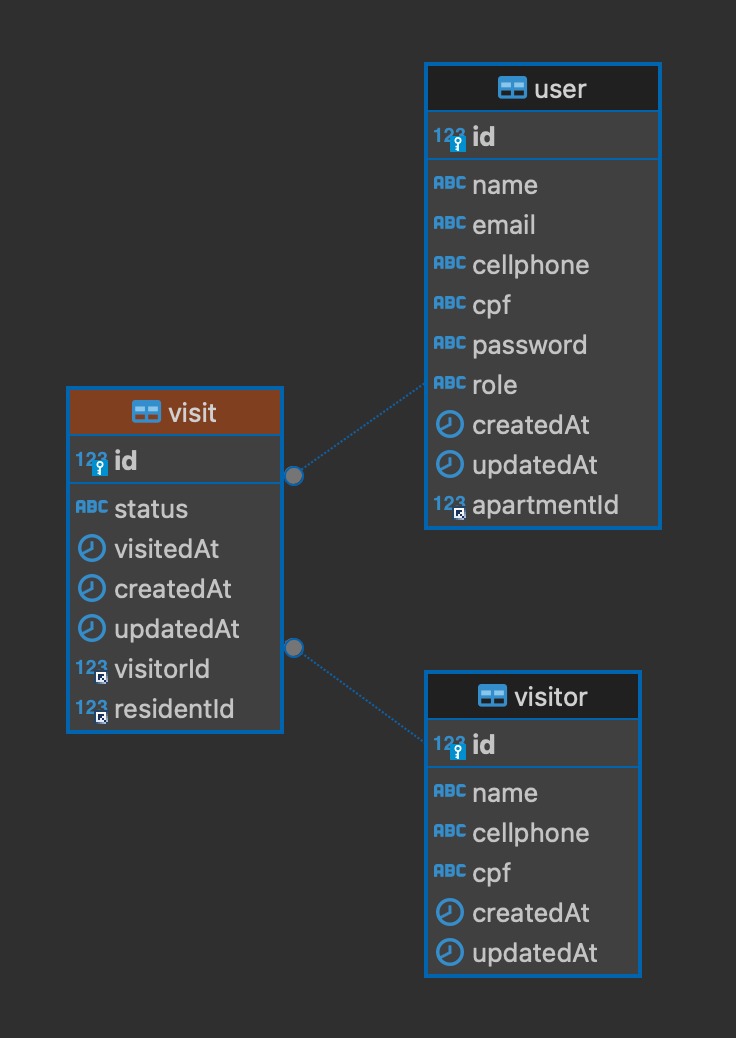 user
123 id
ABC name
ABC email
ABC cellphone
ABC cpf
ABC password
ABC role
createdAt
updatedAt
123 apartmentId
visit
123 id
ABC status
visitedAt
createdAt
updatedAt
123 visitorId
123 residentId
visitor
123 id
ABC name
ABC cellphone
ABC cpf
createdAt
updatedAt